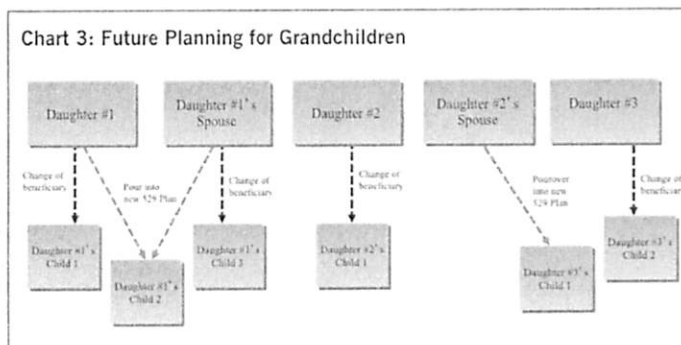 Chart 3: Future Planning for Grandchildren
Daughter #1
Daughter #1's
Spouse
Daughter #2
Daughter #2's
Spouse
Daughter #3
Change of
beneficiary
Pour into
new 529 Plan
Change of
beneficiary
Change of
beneficiary
Pourover
into new
529 Plan
Change of
beneficiary
Daughter #1's
Child 1
Daughter #1's
Child 2
Daughter #1's
Child 3
Daughter #2's
Child 1
Daughter #3's
Child 1
Daughter #3's
Child 2